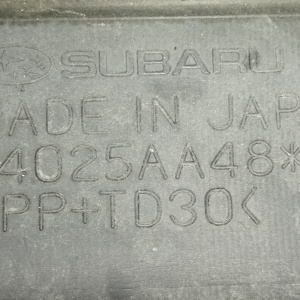 SUBARU
ADE IN JAP
4025AA48*
PP+TD30<